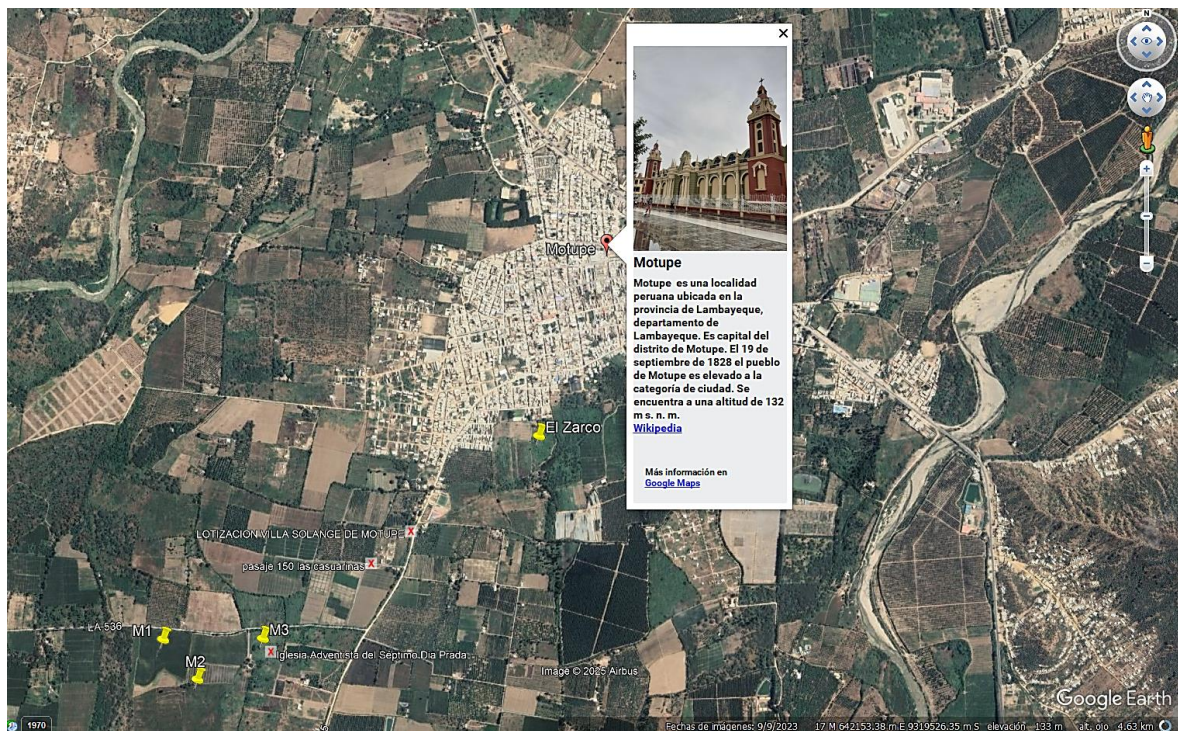 N
Motupe
Motupe
Motupe es una localidad
peruana ubicada en la
provincia de Lambayeque,
departamento de
Lambayeque. Es capital del
distrito de Motupe. El 19 de
septiembre de 1828 el pueblo
de Motupe es elevado a la
categoría de ciudad. Se
encuentra a una altitud de 132
m s. n. m.
Wikipedia
Más información en
Google Maps
El Zarco
LOTIZACION VILLA SOLANGE DE MOTUPE
pasaje 150 las casuarinas
LA-536
M1
M3
Iglesia Adventista del Séptimo Dia Prada...
M2
Image © 2025 Airbus
Google Earth
1970
Fechas de imágenes: 9/9/2023 17 M 642153.38 m E 9319526.35 m S elevación 133 m alt. ojo 4.63 km